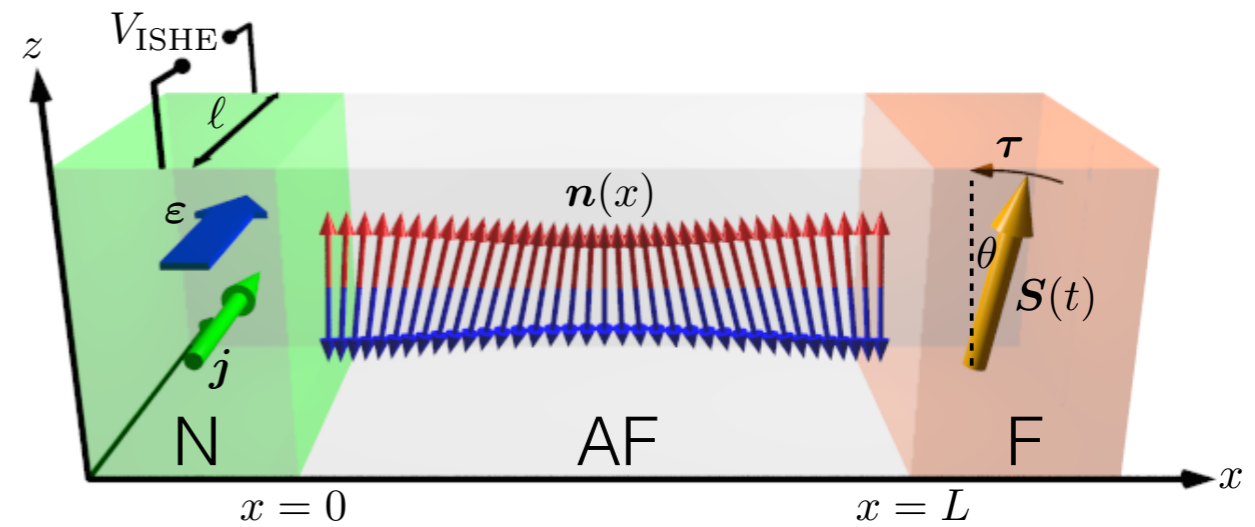 V_ISHE
z
ℓ
τ
n(x)
ε
θ
S(t)
j
N
AF
F
x
x = 0
x = L